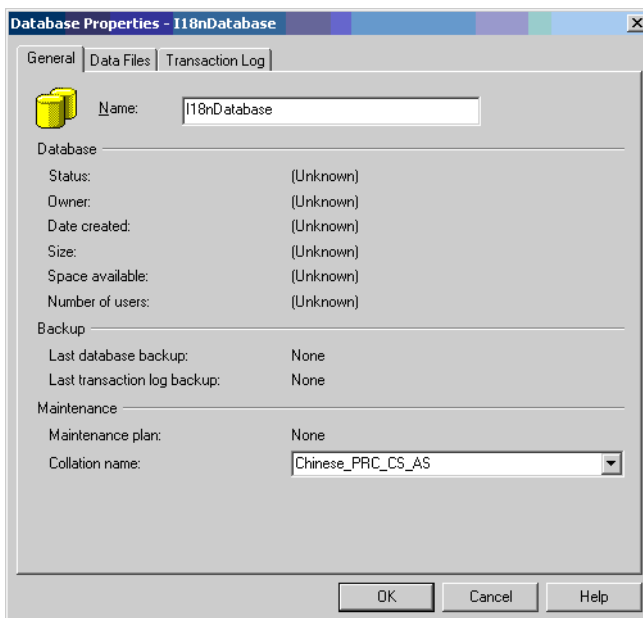 Database Properties - I18nDatabase
General Data Files Transaction Log
Name: I18nDatabase
Database
Status: (Unknown)
Owner: (Unknown)
Date created: (Unknown)
Size: (Unknown)
Space available: (Unknown)
Number of users: (Unknown)
Backup
Last database backup: None
Last transaction log backup: None
Maintenance
Maintenance plan: None
Collation name: Chinese_PRC_CS_AS
OK Cancel Help